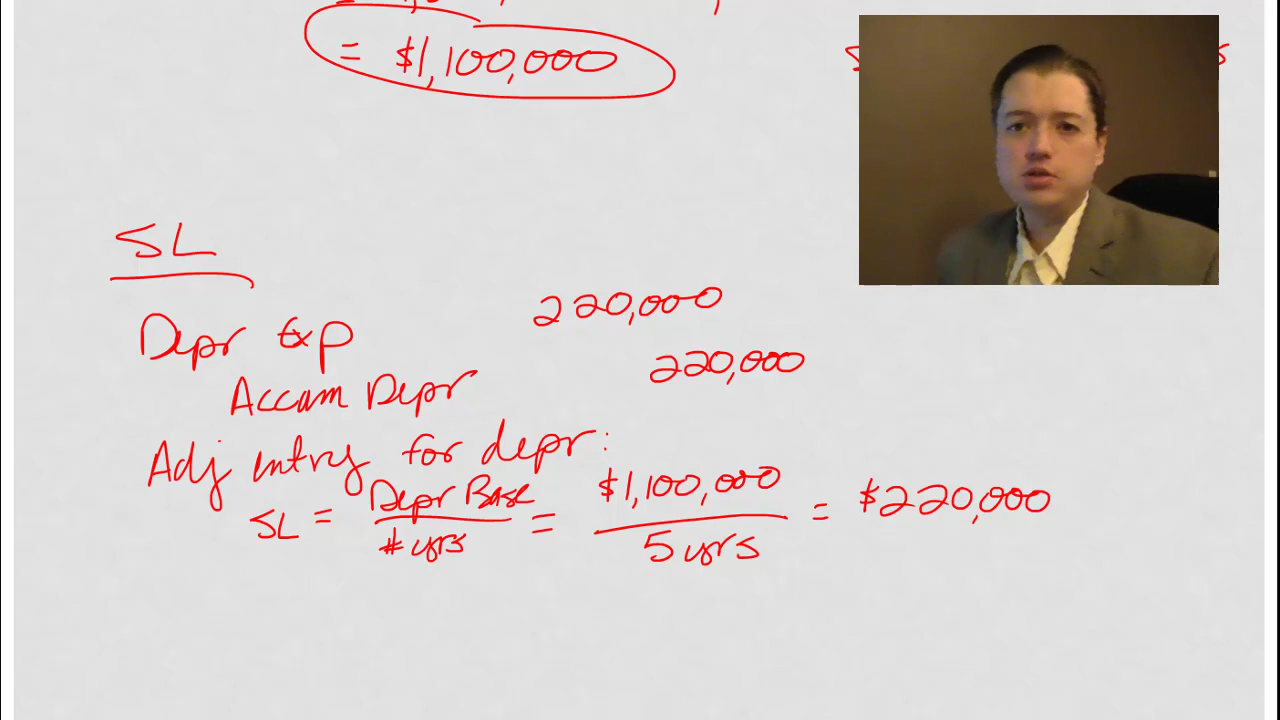 = $1,100,000
SL
Depr Exp 220,000
Accum Depr 220,000
Adj entry for depr:
SL = Depr Base / # yrs = $1,100,000 / 5 yrs = $220,000